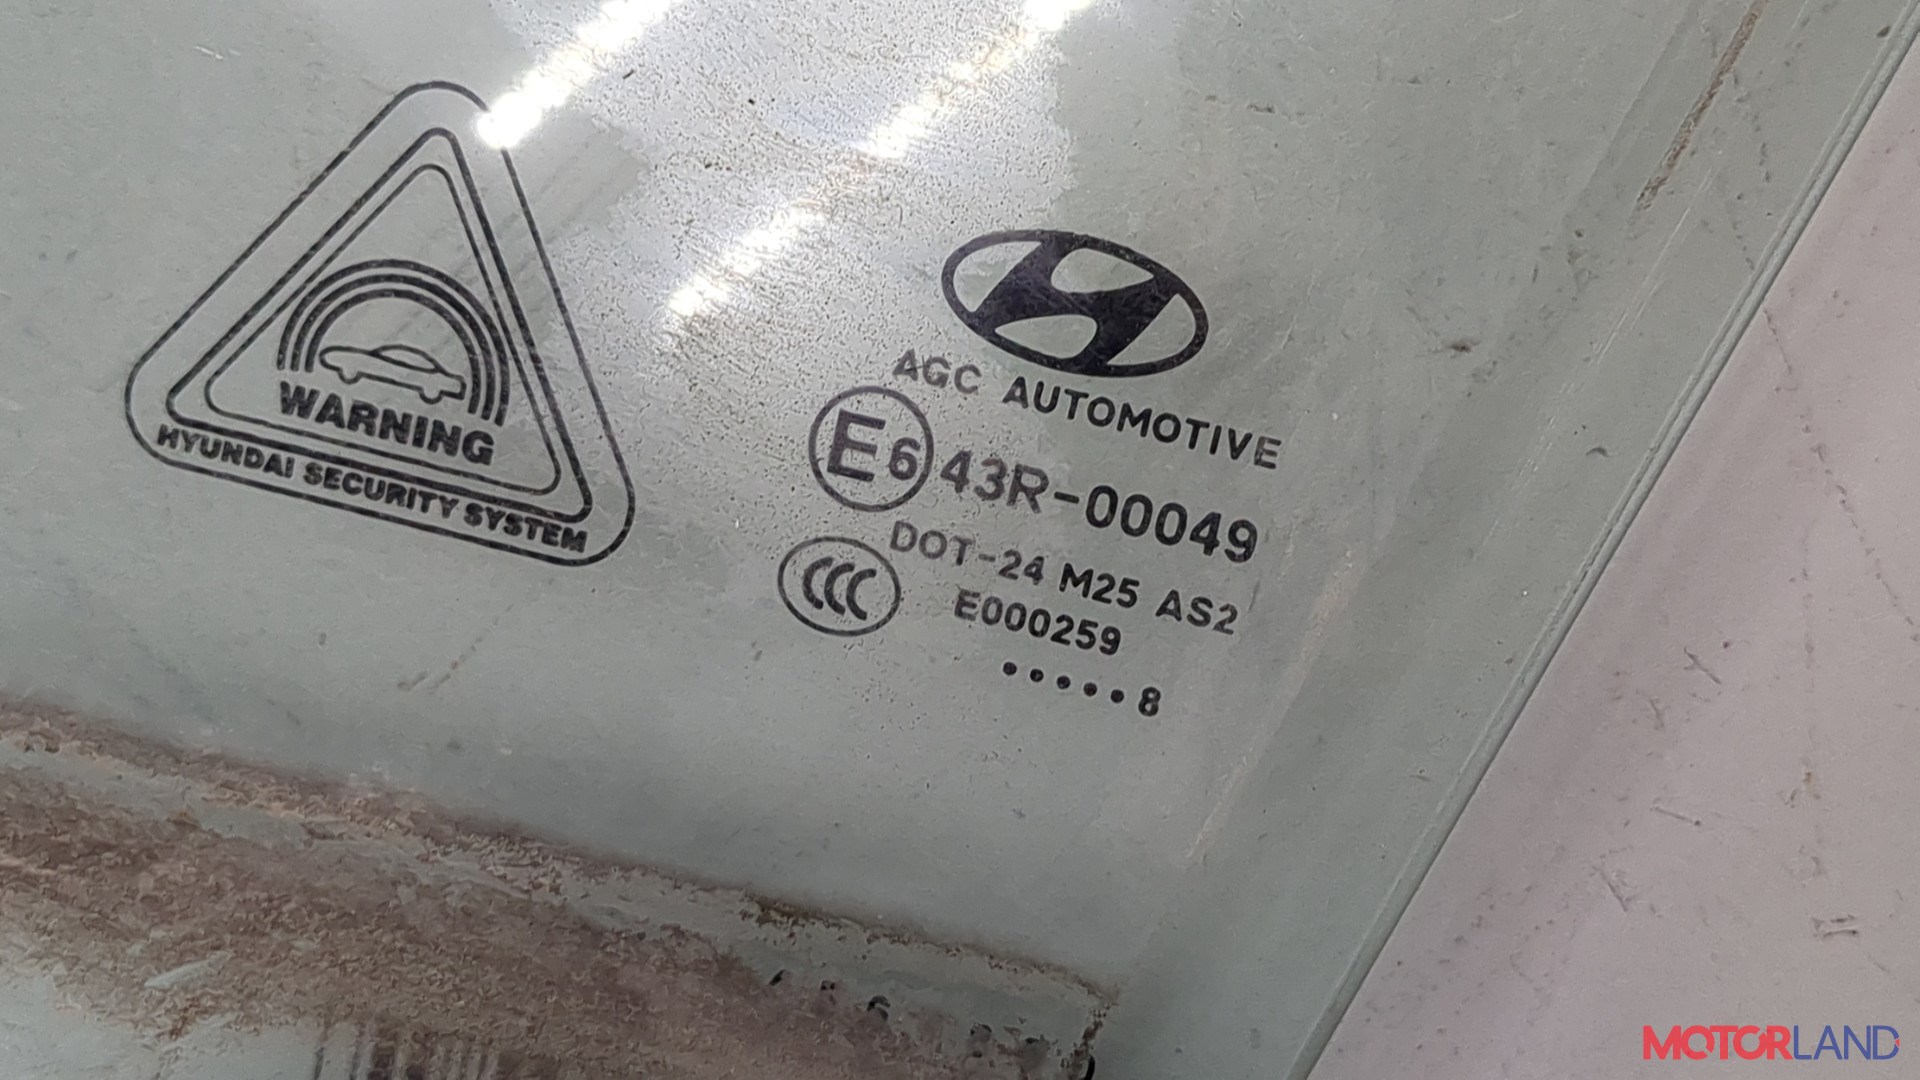 WARNING
HYUNDAI SECURITY SYSTEM
AGC AUTOMOTIVE
E6 43R-00049
DOT-24 M25 AS2
CCC
E000259
•••••8
MOTORLAND